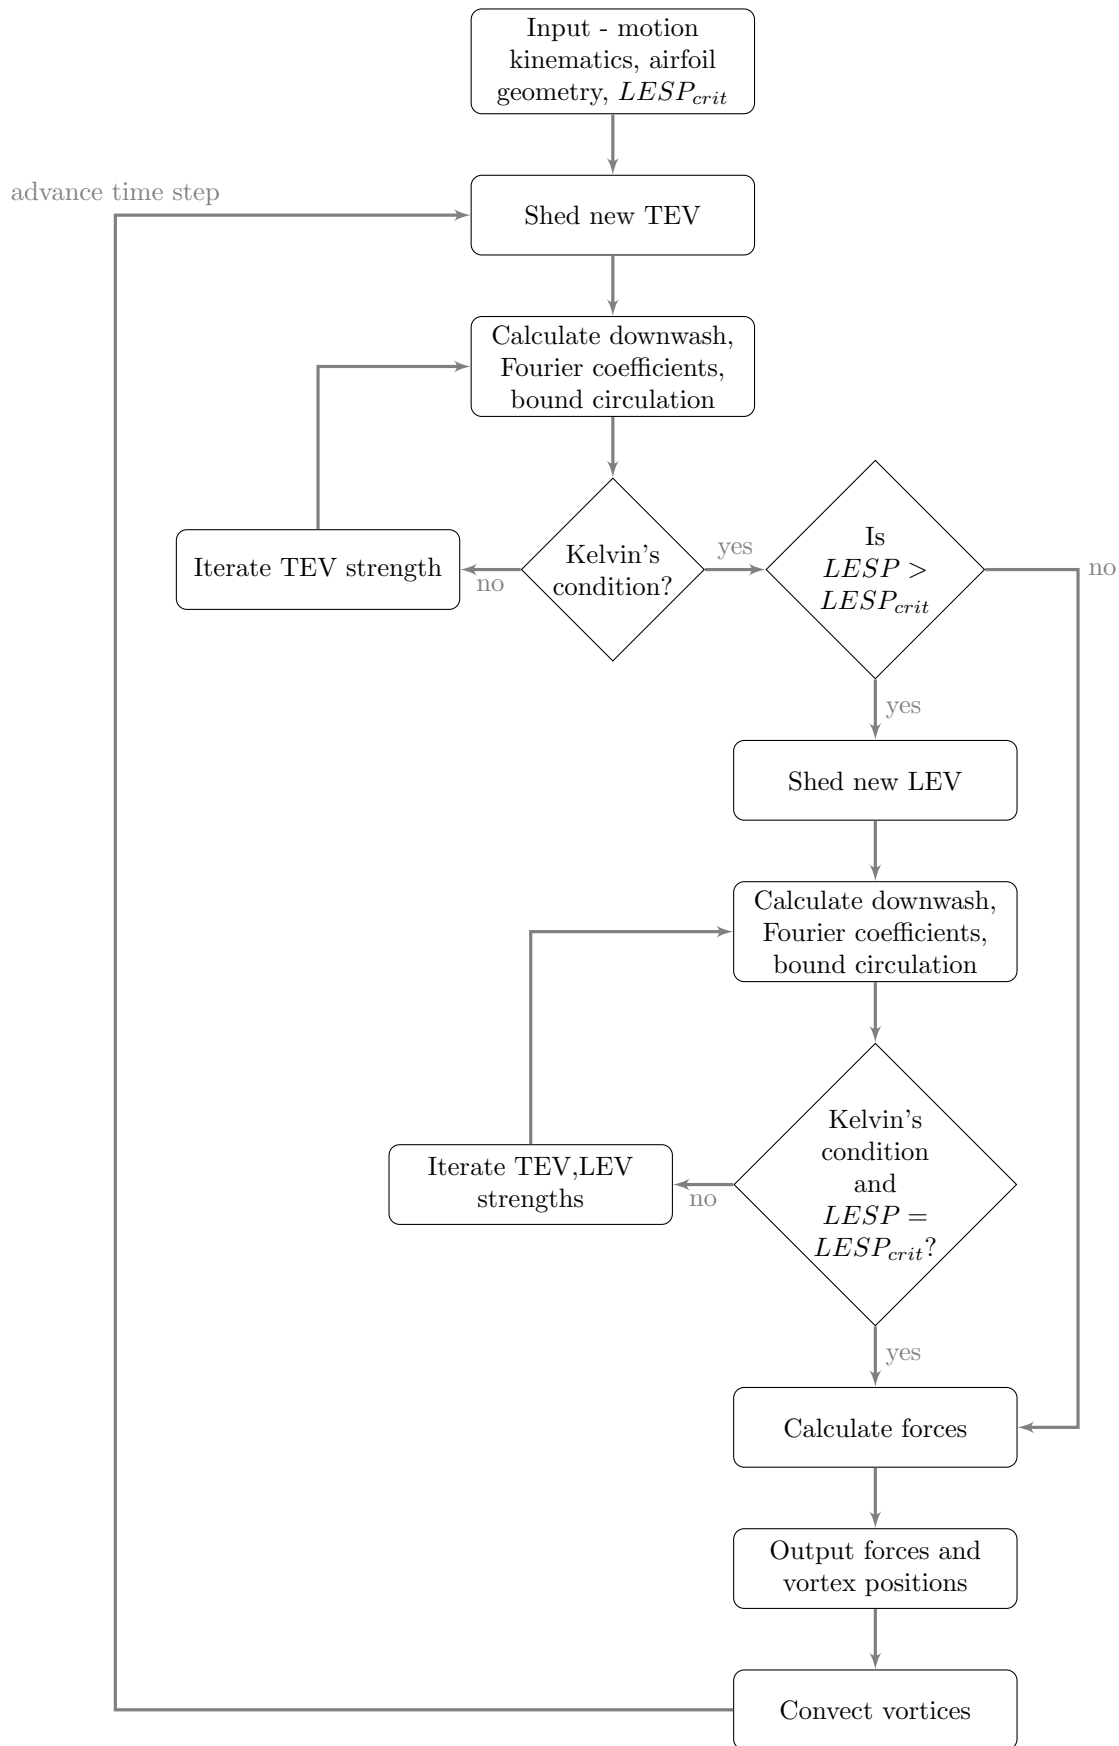 Input - motion
kinematics, airfoil
geometry, LESP_crit
advance time step
Shed new TEV
Calculate downwash,
Fourier coefficients,
bound circulation
Iterate TEV strength
no
Kelvin's
condition?
yes
Is
LESP >
LESP_crit
no
yes
Shed new LEV
Calculate downwash,
Fourier coefficients,
bound circulation
Iterate TEV,LEV
strengths
no
Kelvin's
condition
and
LESP =
LESP_crit?
yes
Calculate forces
Output forces and
vortex positions
Convect vortices